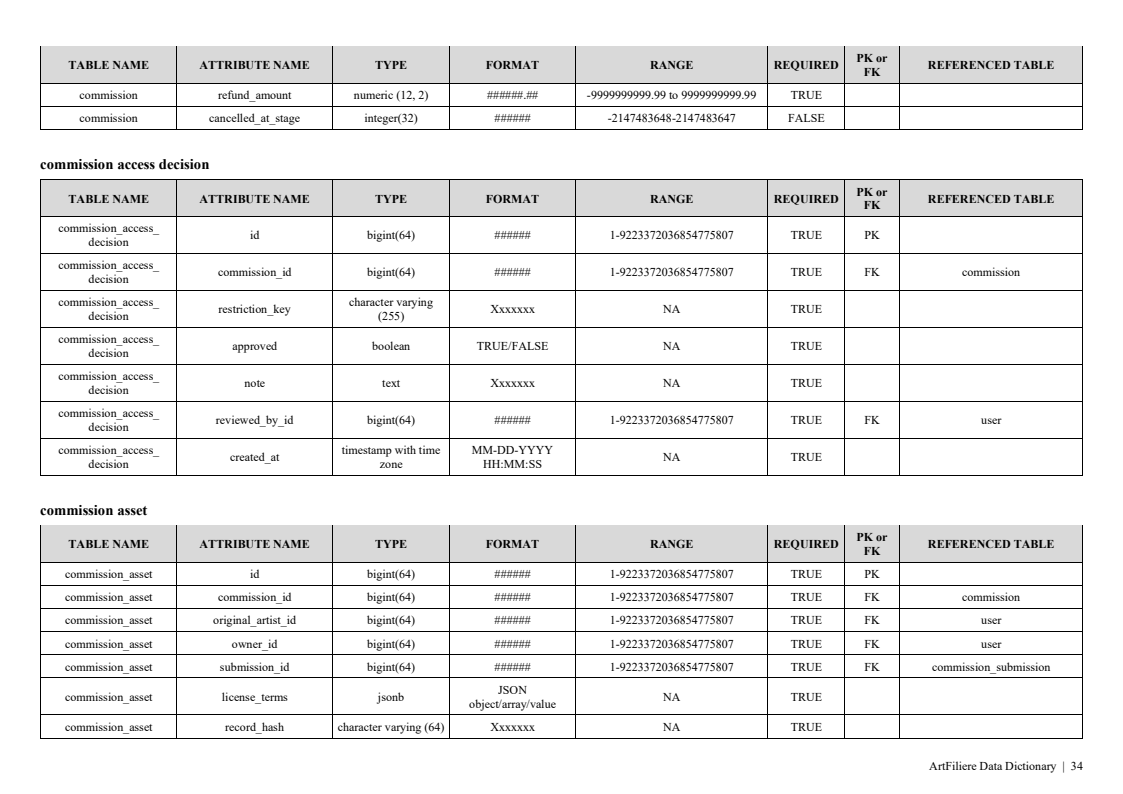 TABLE NAME ATTRIBUTE NAME TYPE FORMAT RANGE REQUIRED PK or FK REFERENCED TABLE
commission refund_amount numeric (12, 2) ######.## -9999999999.99 to 9999999999.99 TRUE
commission cancelled_at_stage integer(32) ###### -2147483648-2147483647 FALSE
commission access decision
TABLE NAME ATTRIBUTE NAME TYPE FORMAT RANGE REQUIRED PK or FK REFERENCED TABLE
commission_access_decision id bigint(64) ###### 1-9223372036854775807 TRUE PK
commission_access_decision commission_id bigint(64) ###### 1-9223372036854775807 TRUE FK commission
commission_access_decision restriction_key character varying (255) Xxxxxxx NA TRUE
commission_access_decision approved boolean TRUE/FALSE NA TRUE
commission_access_decision note text Xxxxxxx NA TRUE
commission_access_decision reviewed_by_id bigint(64) ###### 1-9223372036854775807 TRUE FK user
commission_access_decision created_at timestamp with time zone MM-DD-YYYY HH:MM:SS NA TRUE
commission asset
TABLE NAME ATTRIBUTE NAME TYPE FORMAT RANGE REQUIRED PK or FK REFERENCED TABLE
commission_asset id bigint(64) ###### 1-9223372036854775807 TRUE PK
commission_asset commission_id bigint(64) ###### 1-9223372036854775807 TRUE FK commission
commission_asset original_artist_id bigint(64) ###### 1-9223372036854775807 TRUE FK user
commission_asset owner_id bigint(64) ###### 1-9223372036854775807 TRUE FK user
commission_asset submission_id bigint(64) ###### 1-9223372036854775807 TRUE FK commission_submission
commission_asset license_terms jsonb JSON object/array/value NA TRUE
commission_asset record_hash character varying (64) Xxxxxxx NA TRUE
ArtFiliere Data Dictionary | 34